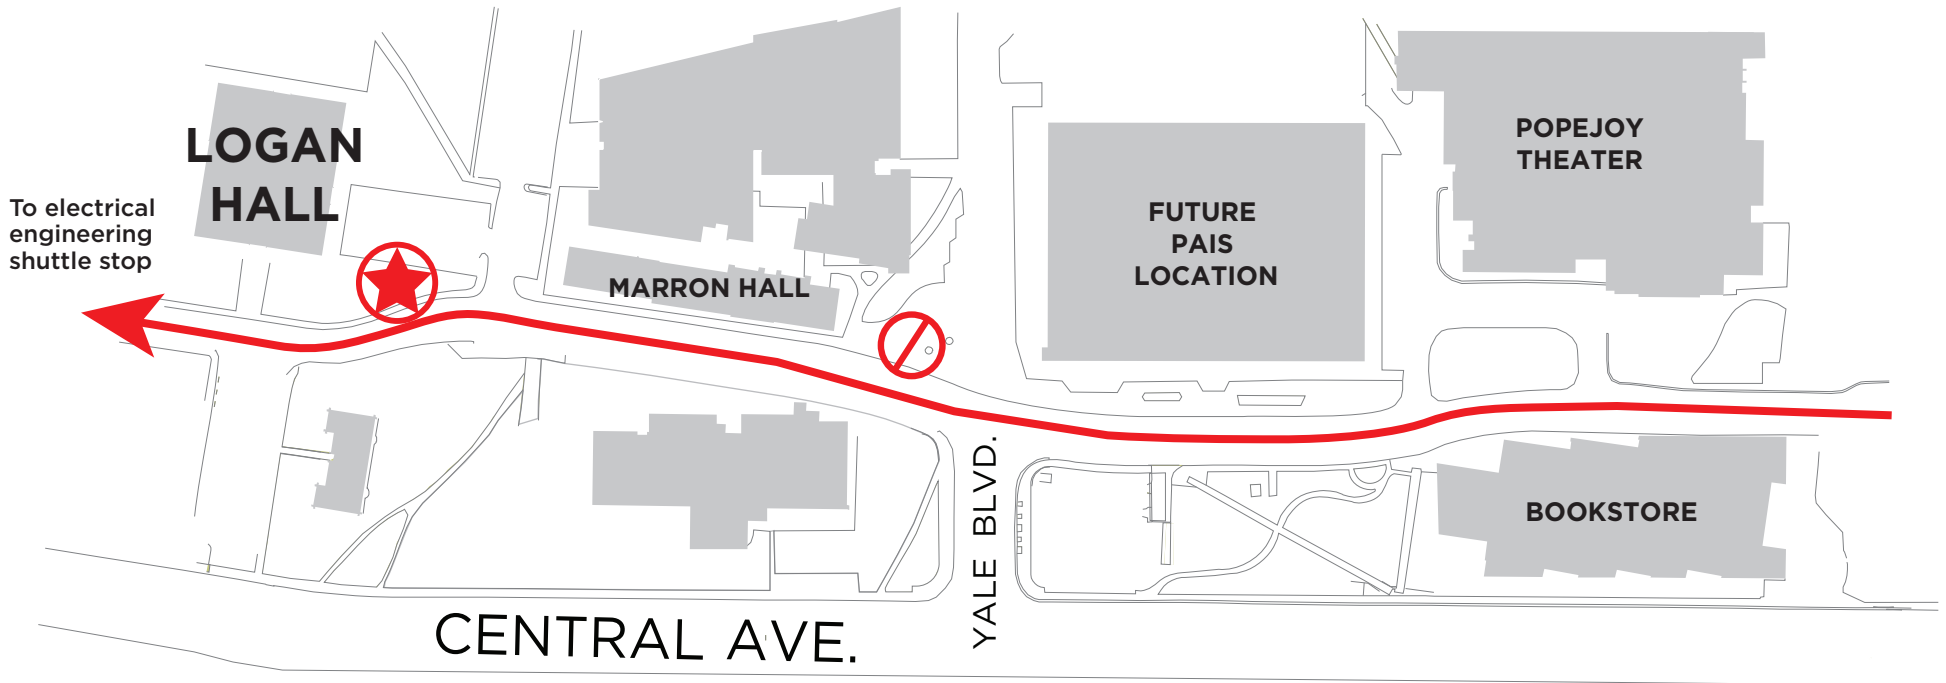 LOGAN
HALL
To electrical
engineering
shuttle stop
MARRON HALL
FUTURE
PAIS
LOCATION
POPEJOY
THEATER
BOOKSTORE
YALE BLVD.
CENTRAL AVE.